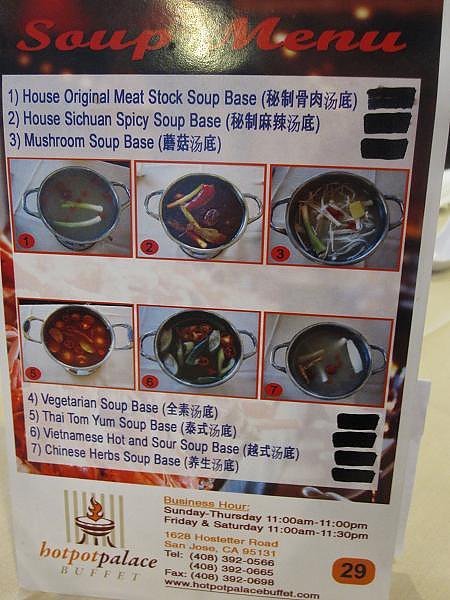 Soup Menu
1) House Original Meat Stock Soup Base (秘制骨肉汤底)
2) House Sichuan Spicy Soup Base (秘制麻辣汤底)
3) Mushroom Soup Base (蘑菇汤底)
1
2
3
5
6
7
4) Vegetarian Soup Base (全素汤底)
5) Thai Tom Yum Soup Base (泰式汤底)
6) Vietnamese Hot and Sour Soup Base (越式汤底)
7) Chinese Herbs Soup Base (养生汤底)
hotpotpalace
BUFFET
Business Hour:
Sunday-Thursday 11:00am-11:00pm
Friday & Saturday 11:00am-11:30pm
1628 Hostetter Road
San Jose, CA 95131
Tel: (408) 392-0566
(408) 392-0665
Fax: (408) 392-0698
www.hotpotpalacebuffet.com
29